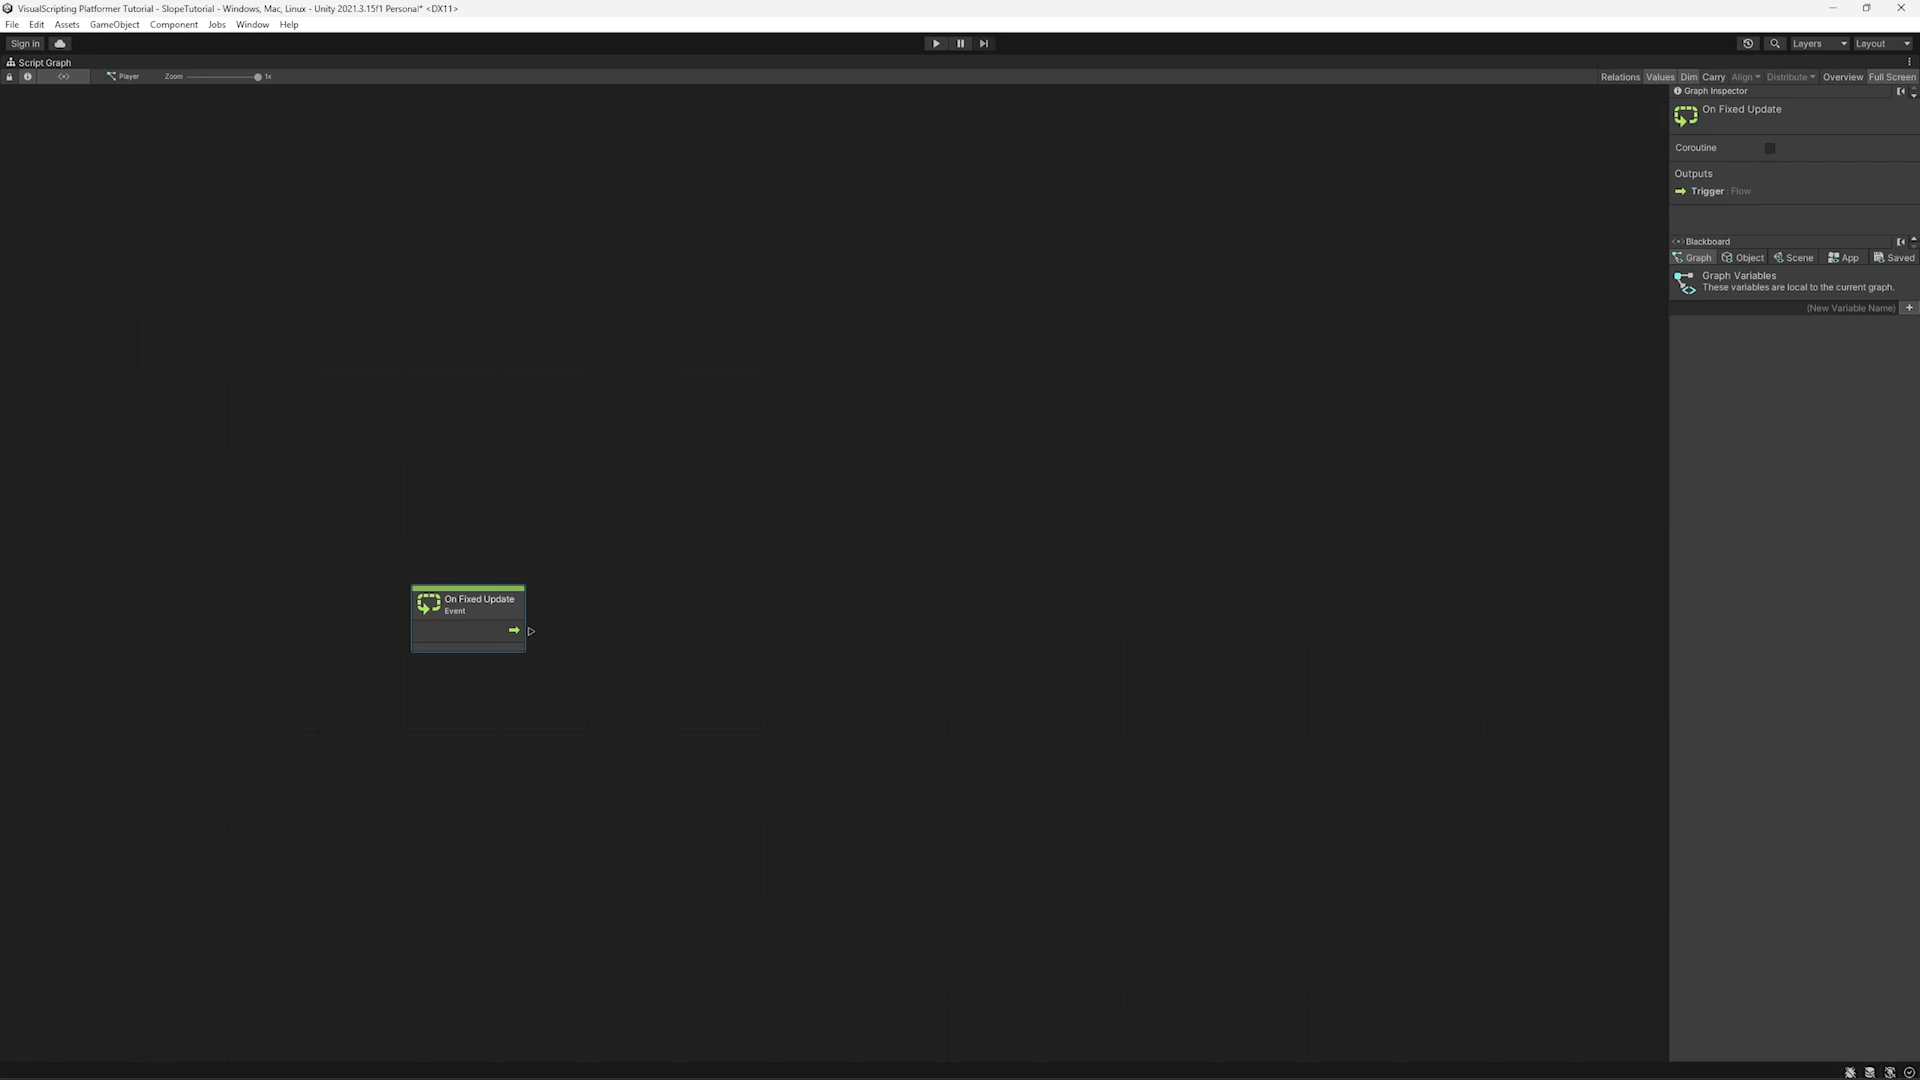 VisualScripting Platformer Tutorial - SlopeTutorial - Windows, Mac, Linux - Unity 2021.3.15f1 Personal* <DX11>
File Edit Assets GameObject Component Jobs Window Help
Sign in Layers Layout
Script Graph
Player Zoom 1x Relations Values Dim Carry Align Distribute Overview Full Screen
Graph Inspector
On Fixed Update
Coroutine
Outputs
Trigger : Flow
Blackboard
Graph Object Scene App Saved
Graph Variables
These variables are local to the current graph.
(New Variable Name) +
On Fixed Update
Event